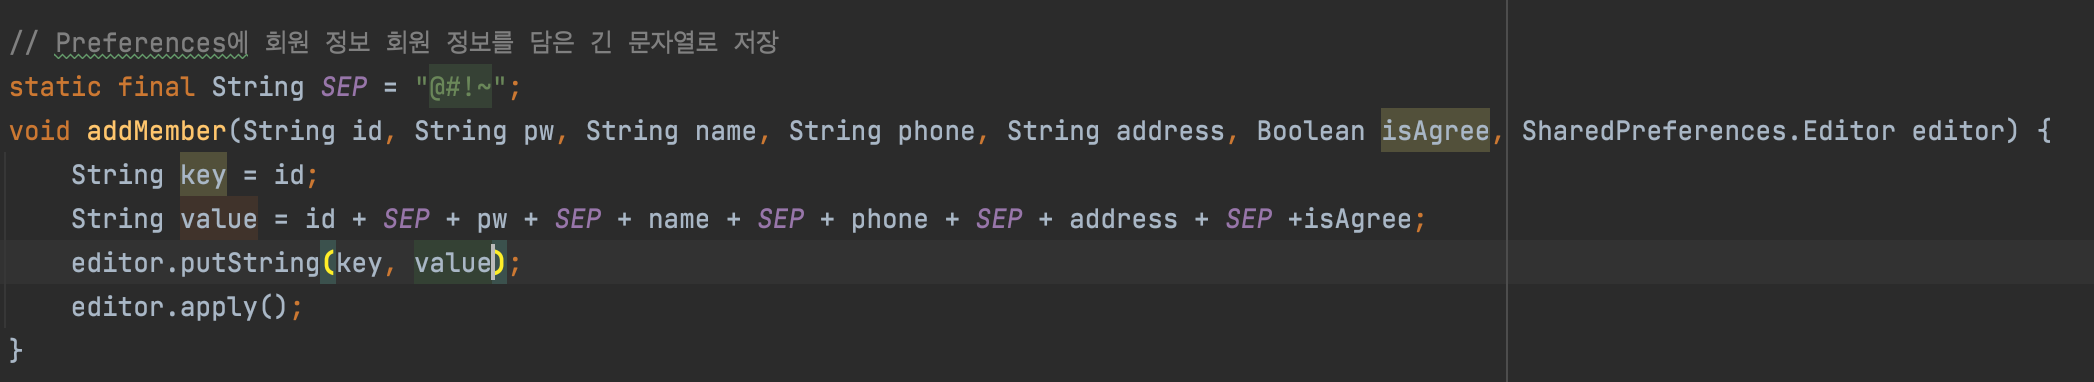 // Preferences에 회원 정보 회원 정보를 담은 긴 문자열로 저장
static final String SEP = "@#!~";
void addMember(String id, String pw, String name, String phone, String address, Boolean isAgree, SharedPreferences.Editor editor) {
String key = id;
String value = id + SEP + pw + SEP + name + SEP + phone + SEP + address + SEP +isAgree;
editor.putString(key, value);
editor.apply();
}